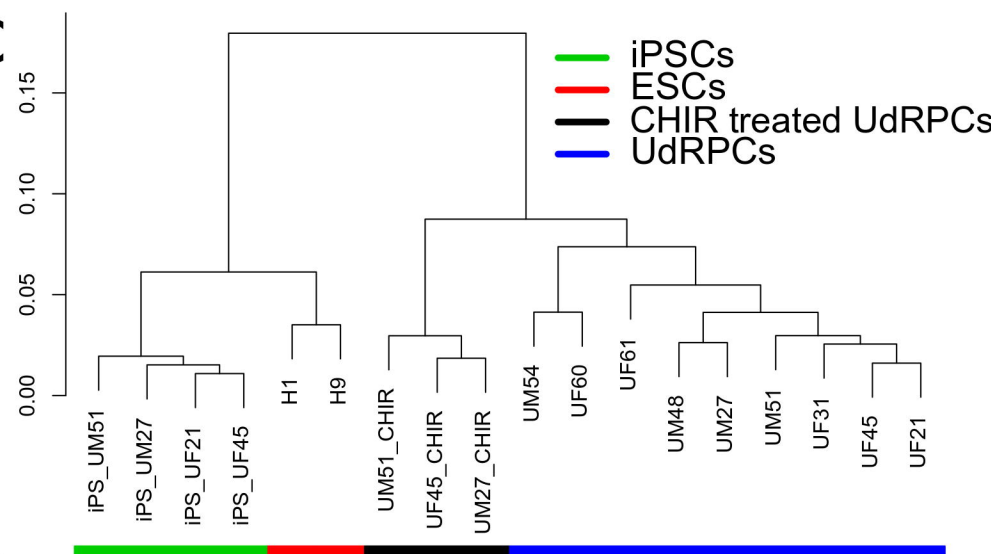 iPSCs
ESCs
CHIR treated UdRPCs
UdRPCs
0.15
0.10
0.05
0.00
iPS_UM51
iPS_UM27
iPS_UF21
iPS_UF45
H1
H9
UM51_CHIR
UF45_CHIR
UM27_CHIR
UM54
UF60
UF61
UM48
UM27
UM51
UF31
UF45
UF21